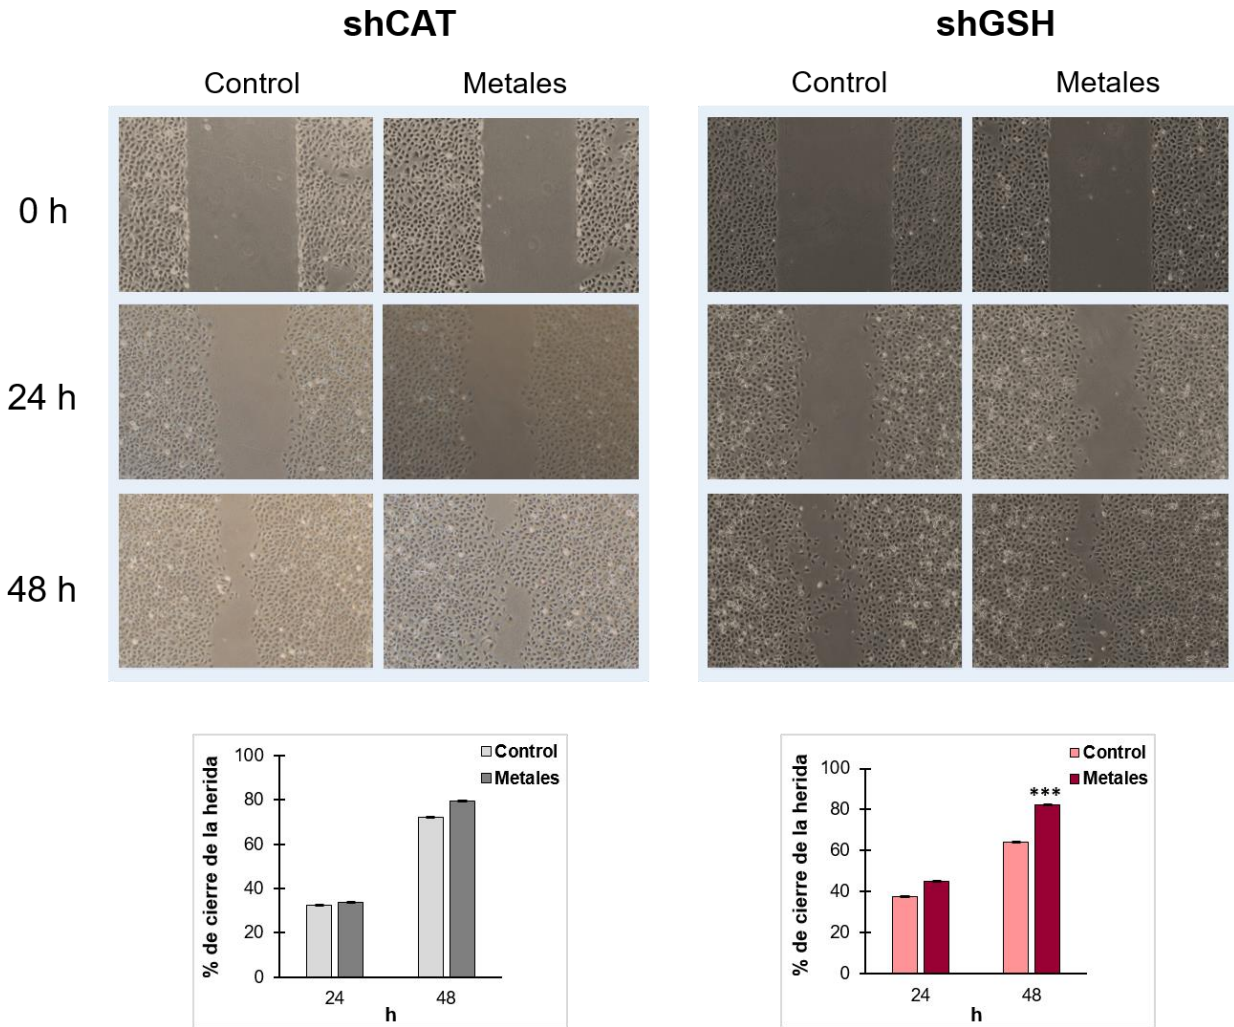 shCAT
shGSH
Control
Metales
Control
Metales
0 h
24 h
48 h
% de cierre de la herida
100
80
60
40
20
0
24
48
h
Control
Metales
% de cierre de la herida
100
80
60
40
20
0
24
48
h
Control
Metales
***